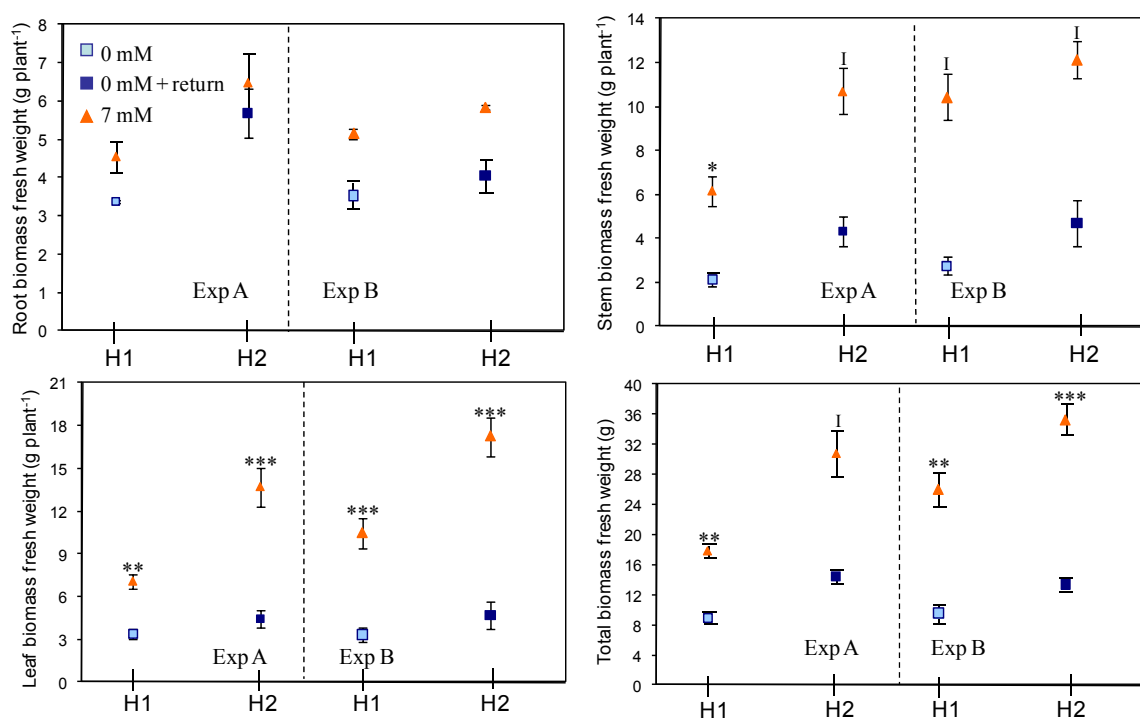 Root biomass fresh weight (g plant⁻¹)
8
7
6
5
4
3
2
1
0
0 mM
0 mM + return
7 mM
Exp A
Exp B
H1
H2
H1
H2
Stem biomass fresh weight (g plant⁻¹)
14
12
10
8
6
4
2
0
*
I
I
I
Exp A
Exp B
H1
H2
H1
H2
Leaf biomass fresh weight (g plant⁻¹)
21
18
15
12
9
6
3
0
**
***
***
***
Exp A
Exp B
H1
H2
H1
H2
Total biomass fresh weight (g)
40
36
32
28
24
20
16
12
8
4
0
**
I
**
***
Exp A
Exp B
H1
H2
H1
H2